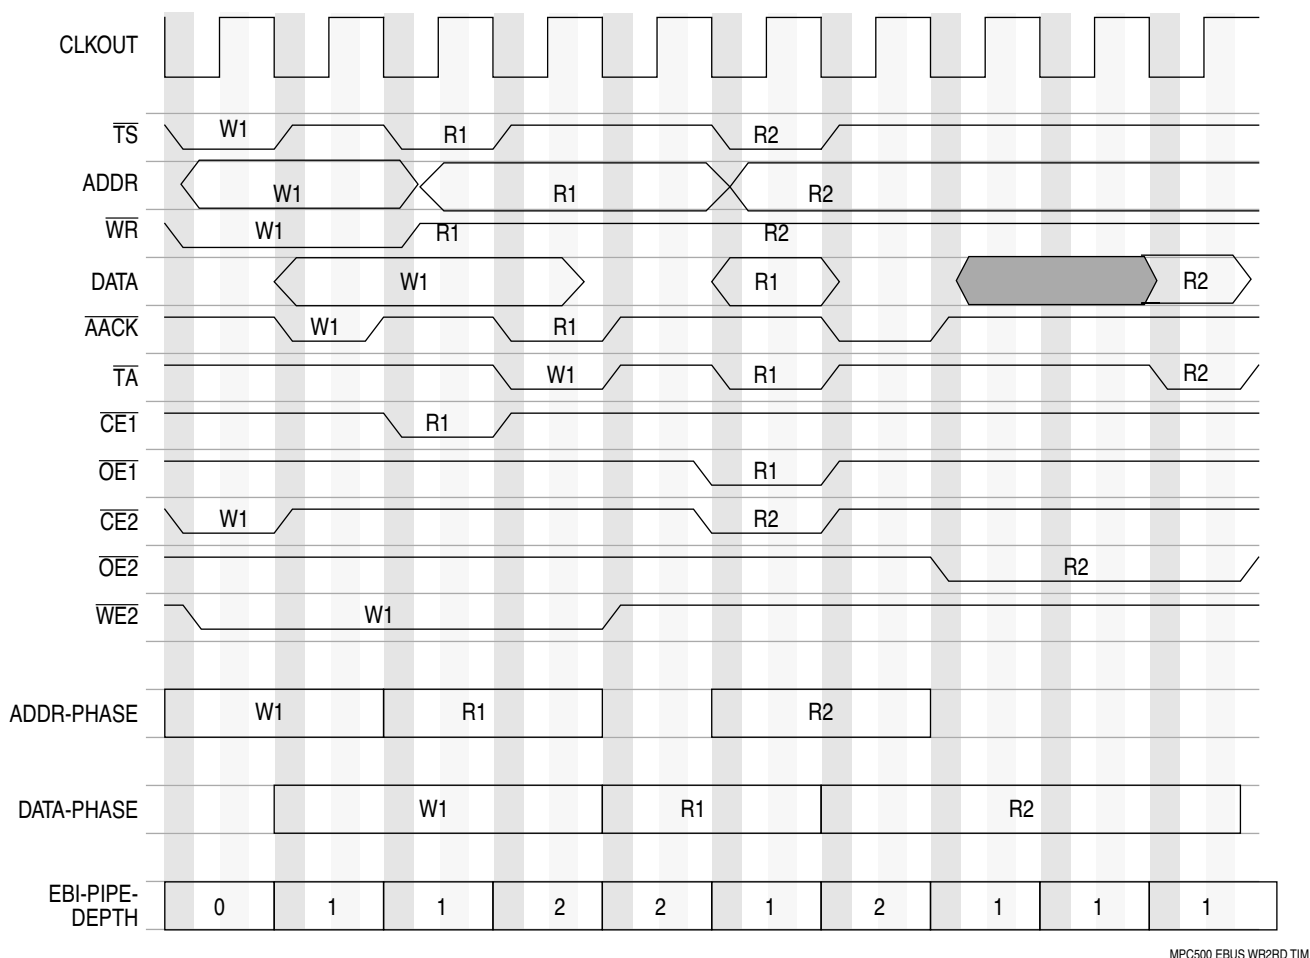 CLKOUT
TS W1 R1 R2
ADDR W1 R1 R2
WR W1 R1 R2
DATA W1 R1 R2
AACK W1 R1
TA W1 R1 R2
CE1 R1
OE1 R1
CE2 W1 R2
OE2 R2
WE2 W1
ADDR-PHASE W1 R1 R2
DATA-PHASE W1 R1 R2
EBI-PIPE-
DEPTH 0 1 1 2 2 1 2 1 1 1
MPC500 EBUS WR2RD TIM